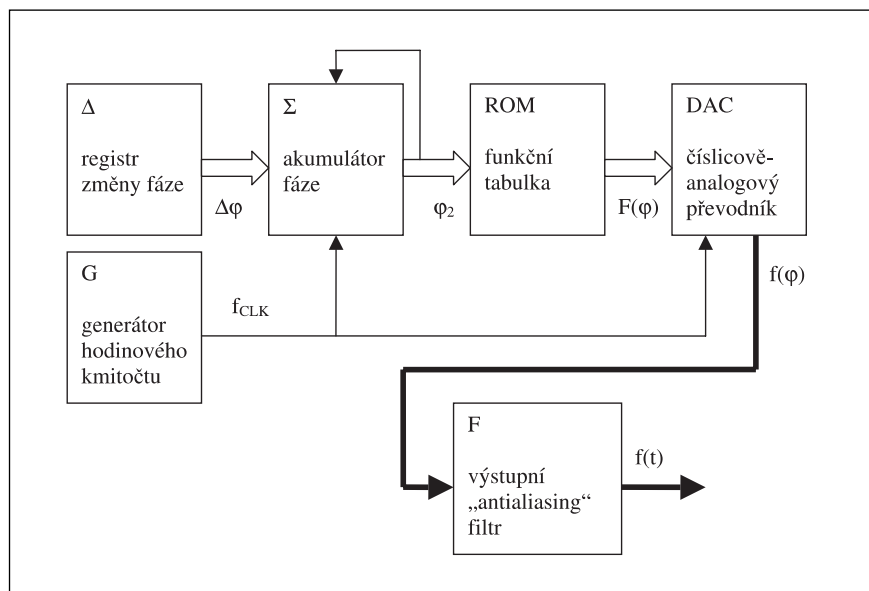 Δ
registr
změny fáze
Δφ
Σ
akumulátor
fáze
φ₂
ROM
funkční
tabulka
F(φ)
DAC
číslicově-
analogový
převodník
f(φ)
G
generátor
hodinového
kmitočtu
fCLK
F
výstupní
„antialiasing“
filtr
f(t)